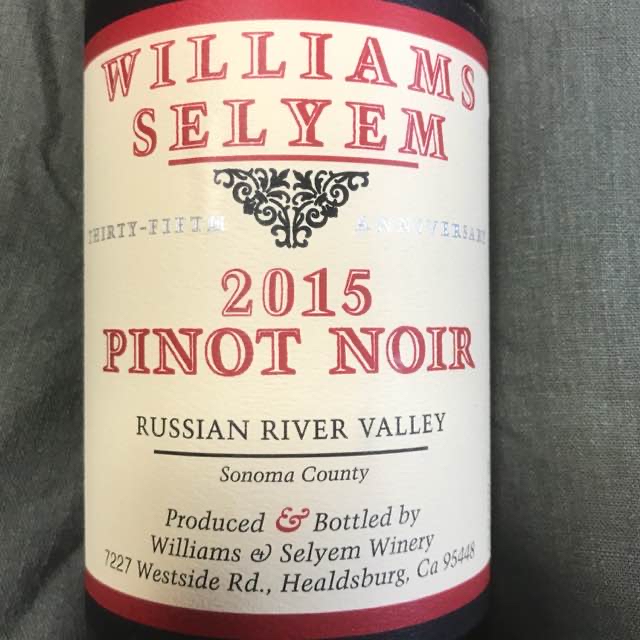 WILLIAMS
SELYEM
THIRTY-FIFTH ANNIVERSARY
2015
PINOT NOIR
RUSSIAN RIVER VALLEY
Sonoma County
Produced & Bottled by
Williams & Selyem Winery
7227 Westside Rd., Healdsburg, Ca 95448